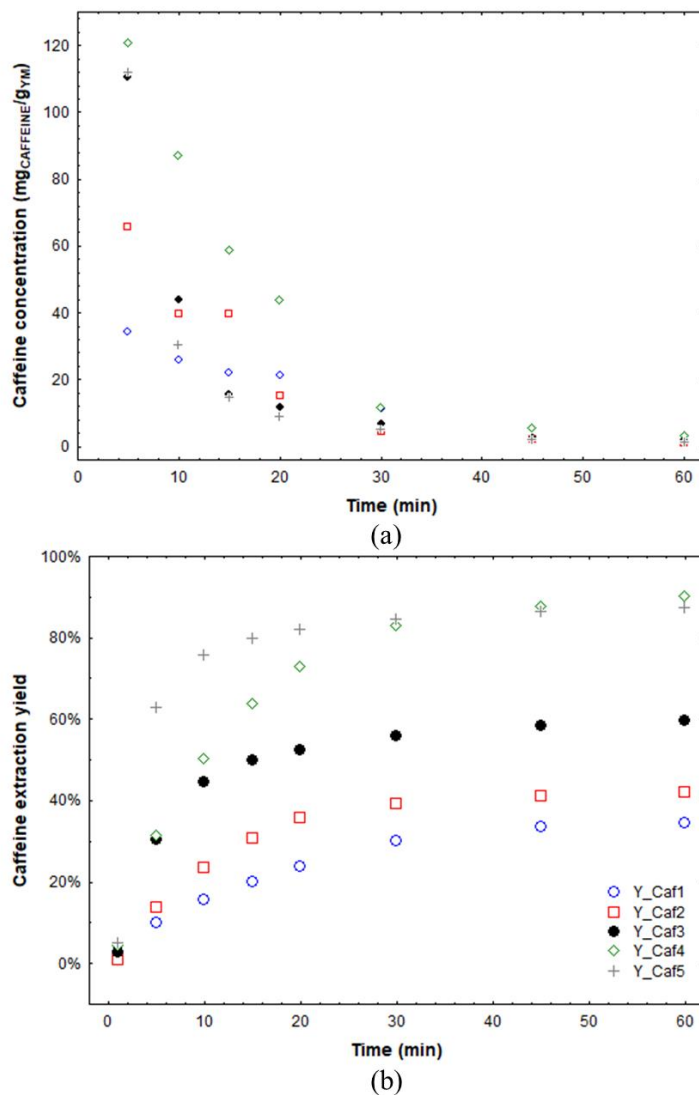 Caffeine concentration (mgCAFFEINE/gYM)
120
100
80
60
40
20
0
0 10 20 30 40 50 60
Time (min)
(a)
Caffeine extraction yield
100%
80%
60%
40%
20%
0%
Y_Caf1
Y_Caf2
Y_Caf3
Y_Caf4
Y_Caf5
0 10 20 30 40 50 60
Time (min)
(b)